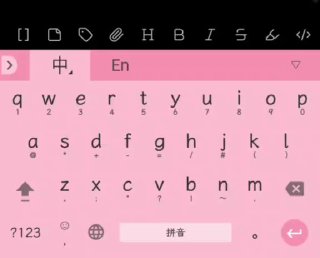 [] H B I S </>
中 En
q w e r t y u i o p
1 2 3 4 5 6 7 8 9 0
a s d f g h j k l
@ * + - = / # ( )
z x c v b n m
?123 拼音 。
，